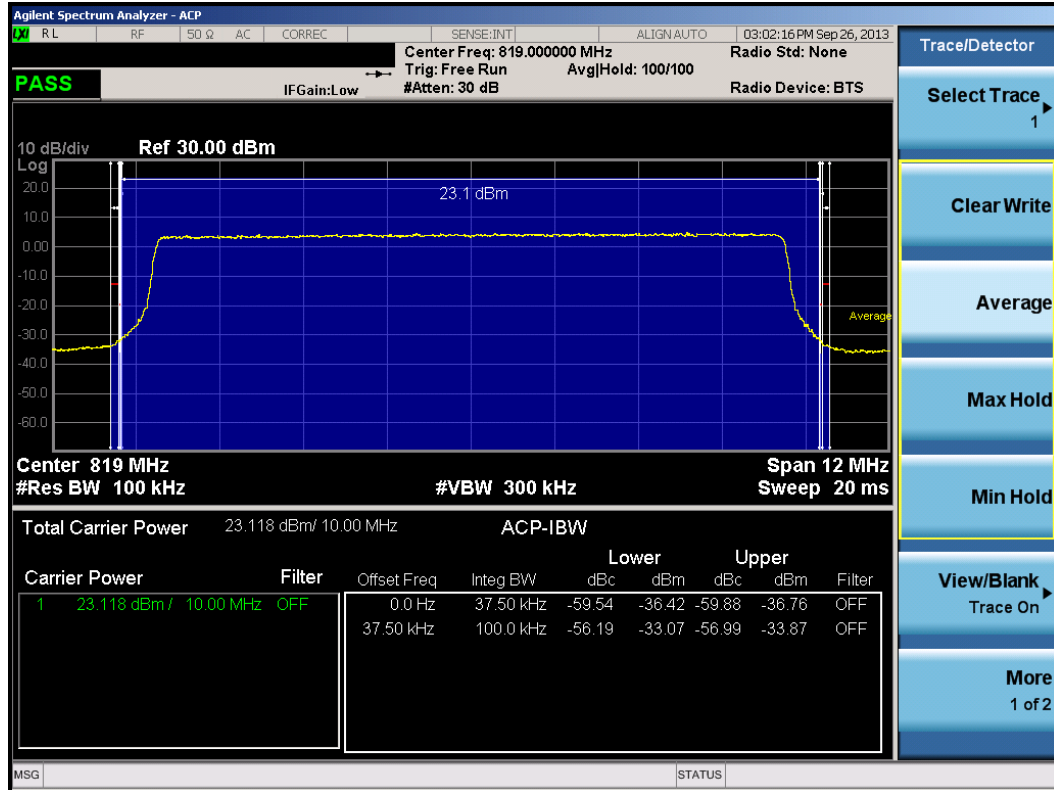 Agilent Spectrum Analyzer - ACP
LXI RL RF 50 Ω AC CORREC SENSE:INT ALIGN AUTO 03:02:16 PM Sep 26, 2013
Center Freq: 819.000000 MHz Radio Std: None
Trig: Free Run Avg|Hold: 100/100
PASS IFGain:Low #Atten: 30 dB Radio Device: BTS
10 dB/div Ref 30.00 dBm
Log
20.0
23.1 dBm
10.0
0.00
-10.0
-20.0
Average
-30.0
-40.0
-50.0
-60.0
Center 819 MHz Span 12 MHz
#Res BW 100 kHz #VBW 300 kHz Sweep 20 ms
Total Carrier Power 23.118 dBm/ 10.00 MHz ACP-IBW
Lower Upper
Carrier Power Filter Offset Freq Integ BW dBc dBm dBc dBm Filter
1 23.118 dBm / 10.00 MHz OFF 0.0 Hz 37.50 kHz -59.54 -36.42 -59.88 -36.76 OFF
37.50 kHz 100.0 kHz -56.19 -33.07 -56.99 -33.87 OFF
MSG STATUS
Trace/Detector
Select Trace
1
Clear Write
Average
Max Hold
Min Hold
View/Blank
Trace On
More
1 of 2